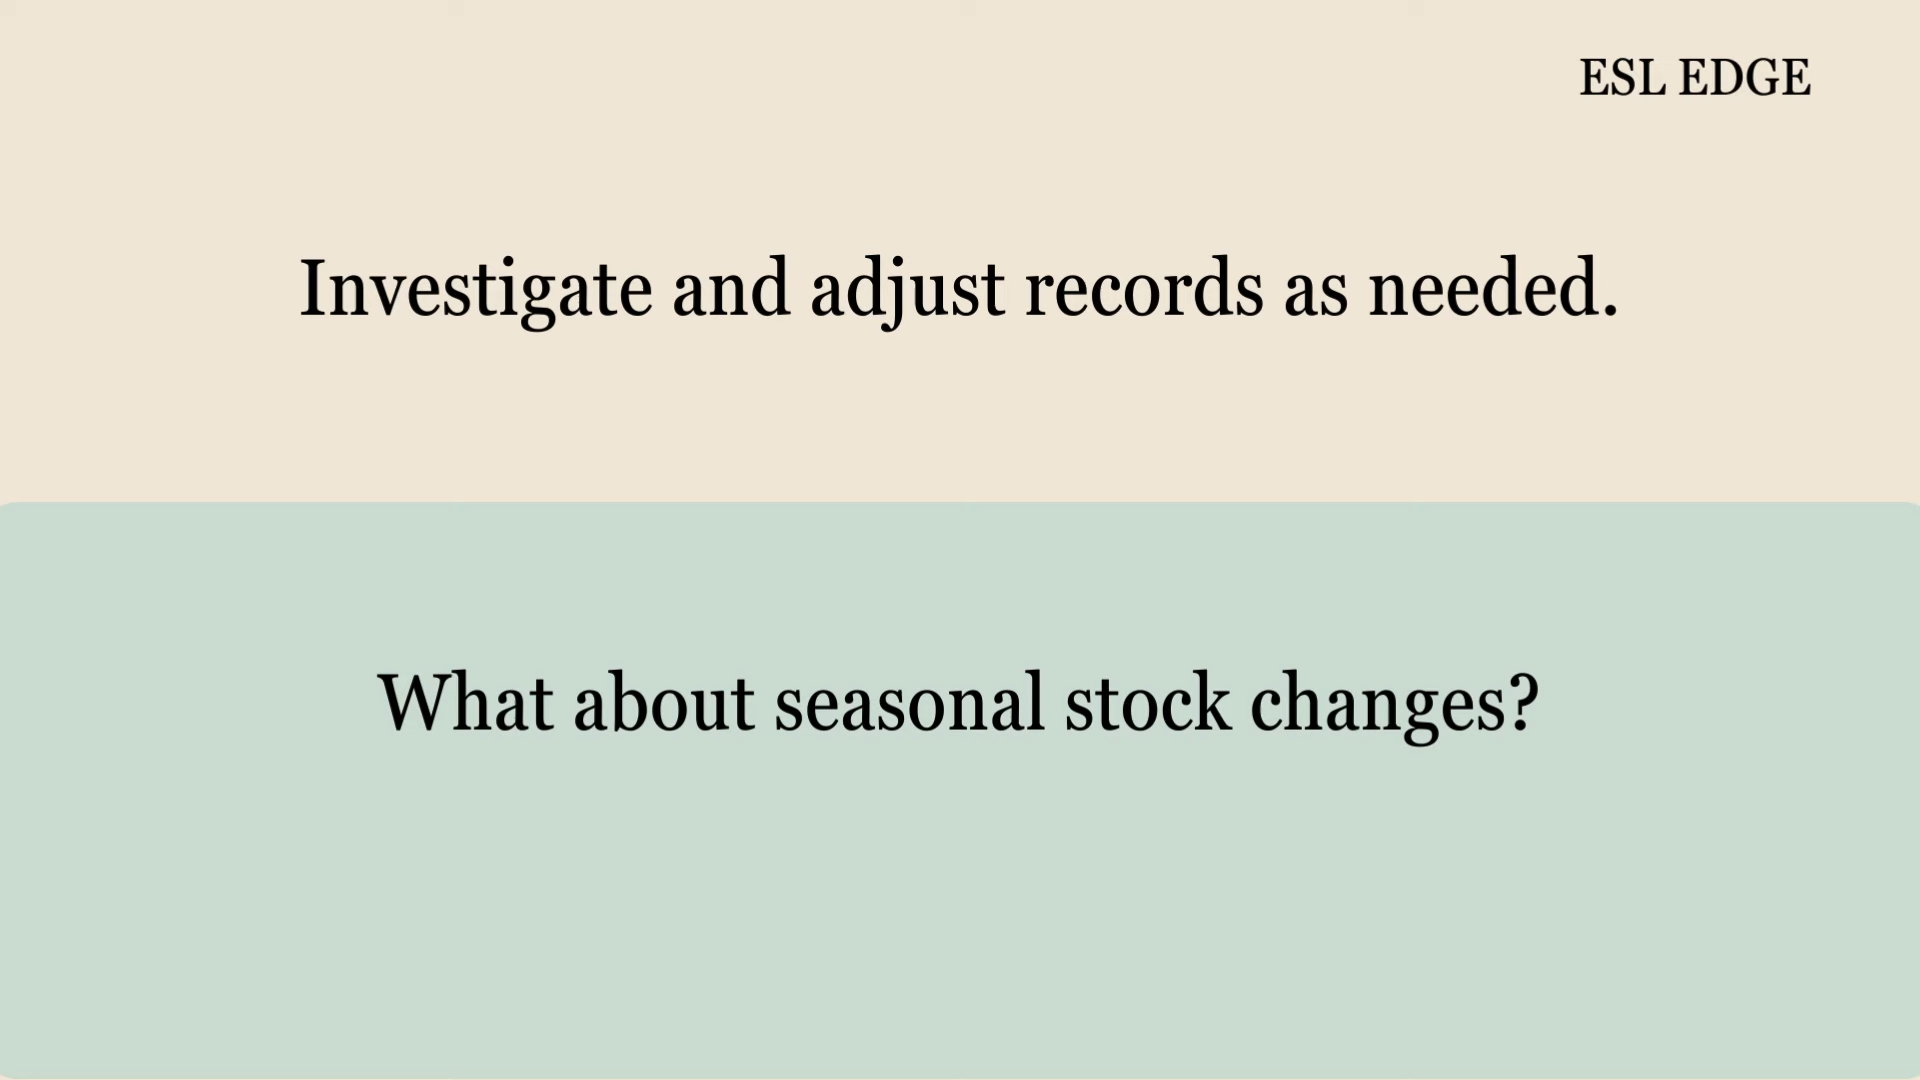 ESL EDGE
Investigate and adjust records as needed.
What about seasonal stock changes?